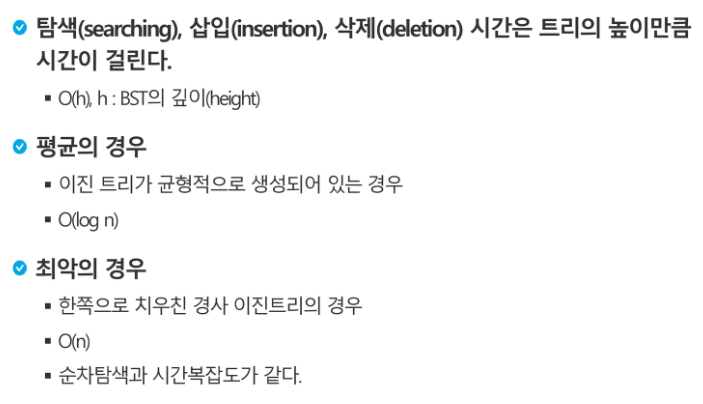 탐색(searching), 삽입(insertion), 삭제(deletion) 시간은 트리의 높이만큼
시간이 걸린다.
▪ O(h), h : BST의 깊이(height)
평균의 경우
▪ 이진 트리가 균형적으로 생성되어 있는 경우
▪ O(log n)
최악의 경우
▪ 한쪽으로 치우친 경사 이진트리의 경우
▪ O(n)
▪ 순차탐색과 시간복잡도가 같다.